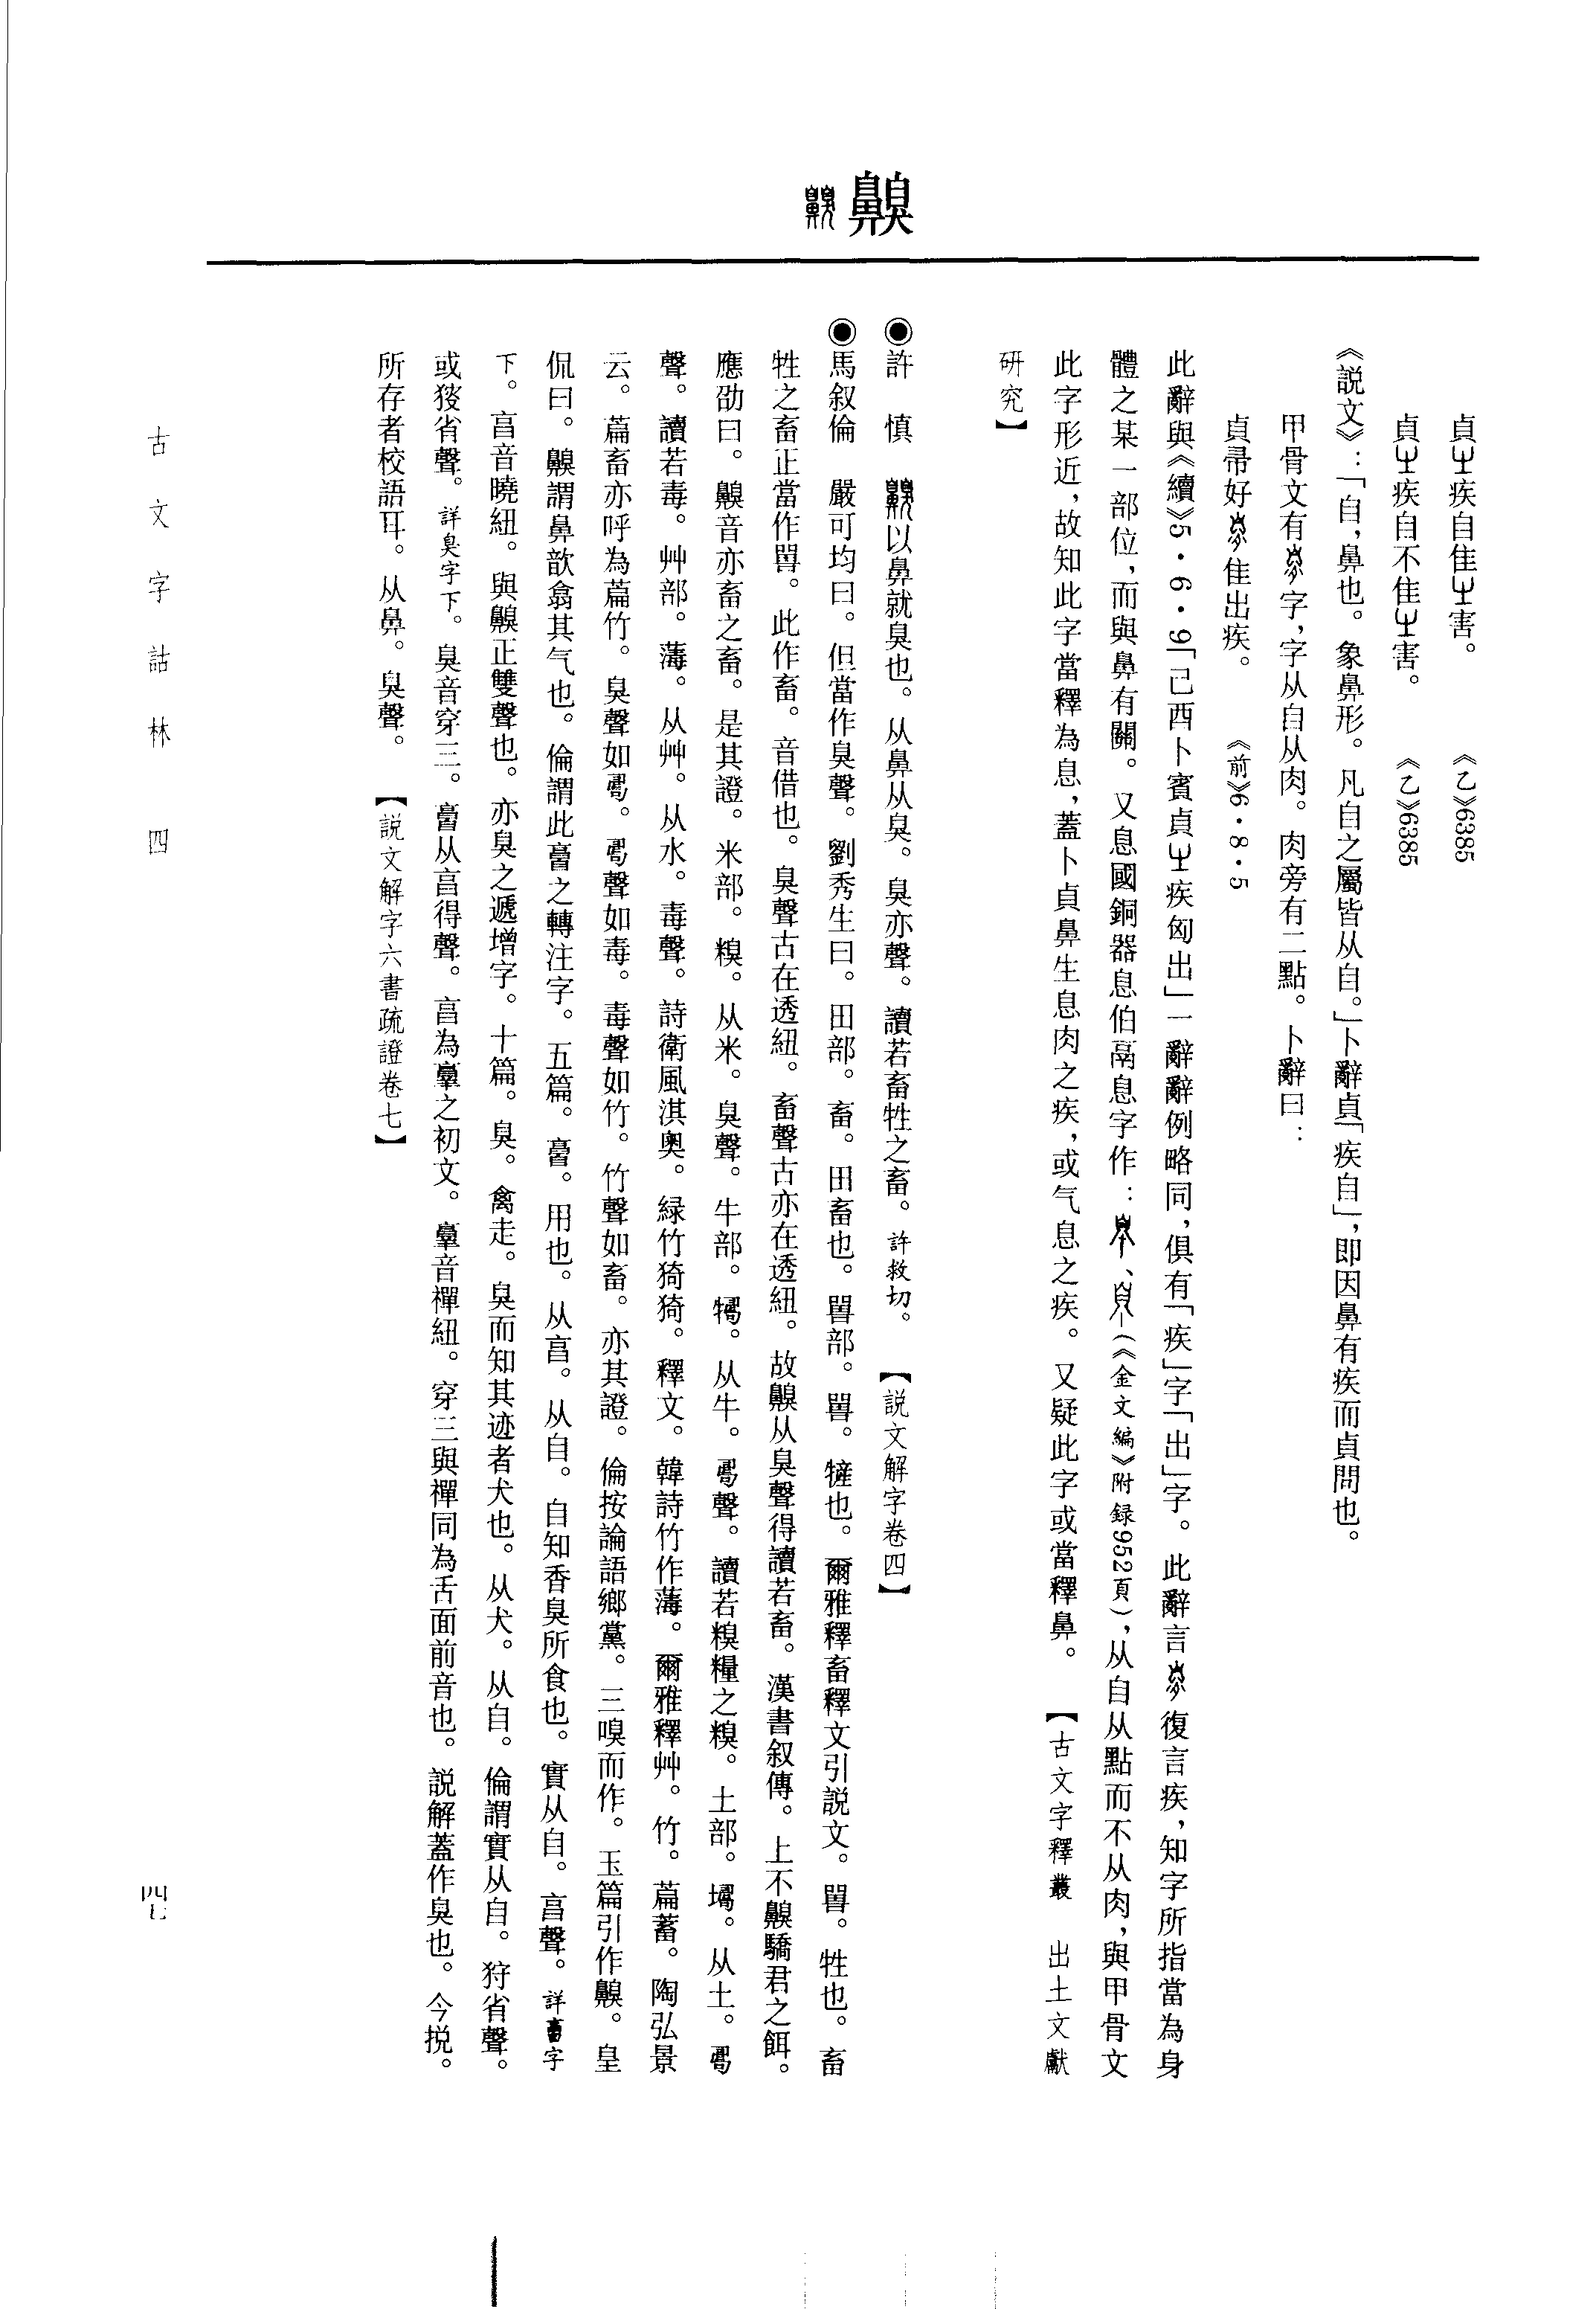 齅
貞㞢疾自隹㞢害。　《乙》6385
貞㞢疾自不隹㞢害。　《乙》6385
《説文》：「自，鼻也。象鼻形。凡自之屬皆从自。」卜辭貞「疾自」，即因鼻有疾而貞問也。
甲骨文有字，字从自从肉。肉旁有二點。卜辭曰：
貞帚好隹出疾。　《前》6·8·5
此辭與《續》5·6·9「己酉卜賓貞㞢疾匈出」一辭辭例略同，俱有「疾」字「出」字。此辭言復言疾，知字所指當為身
體之某一部位，而與鼻有關。又息國銅器息伯鬲息字作：、（《金文編》附録952頁），从自从點而不从肉，與甲骨文
此字形近，故知此字當釋為息，蓋卜貞鼻生息肉之疾，或气息之疾。又疑此字或當釋鼻。　【古文字釋叢　出土文獻
研究】
◉許　慎　以鼻就臭也。从鼻从臭。臭亦聲。讀若畜牲之畜。許救切。　【説文解字卷四】
◉馬叙倫　嚴可均曰。但當作臭聲。劉秀生曰。田部。畜。田畜也。嘼部。嘼。㹌也。爾雅釋畜釋文引説文。嘼。牲也。畜
牲之畜正當作嘼。此作畜。音借也。臭聲古在透紐。畜聲古亦在透紐。故齅从臭聲得讀若畜。漢書叙傳。上不齅驕君之餌。
應劭曰。齅音亦畜之畜。是其證。米部。糗。从米。臭聲。牛部。㹗。从牛。𠷎聲。讀若糗糧之糗。土部。㙑。从土。𠷎
聲。讀若毒。艸部。薄。从艸。从水。毒聲。詩衛風淇奥。緑竹猗猗。釋文。韓詩竹作薄。爾雅釋艸。竹。萹蓄。陶弘景
云。萹畜亦呼為萹竹。臭聲如𠷎。𠷎聲如毒。毒聲如竹。竹聲如畜。亦其證。倫按論語鄉黨。三嗅而作。玉篇引作齅。皇
侃曰。齅謂鼻歆翕其气也。倫謂此㐭之轉注字。五篇。𦤘。用也。从亯。从自。自知香臭所食也。實从自。亯聲。詳𦤘字
下。亯音曉紐。與齅正雙聲也。亦臭之遞增字。十篇。臭。禽走。臭而知其迹者犬也。从犬。从自。倫謂實从自。狩省聲。
或㺑省聲。詳臭字下。臭音穿三。𦤘从亯得聲。亯為𦎫之初文。𦎫音禪紐。穿三與禪同為舌面前音也。説解蓋作臭也。今挩。
所存者校語耳。从鼻。臭聲。　【説文解字六書疏證卷七】
古文字詁林　四
四七